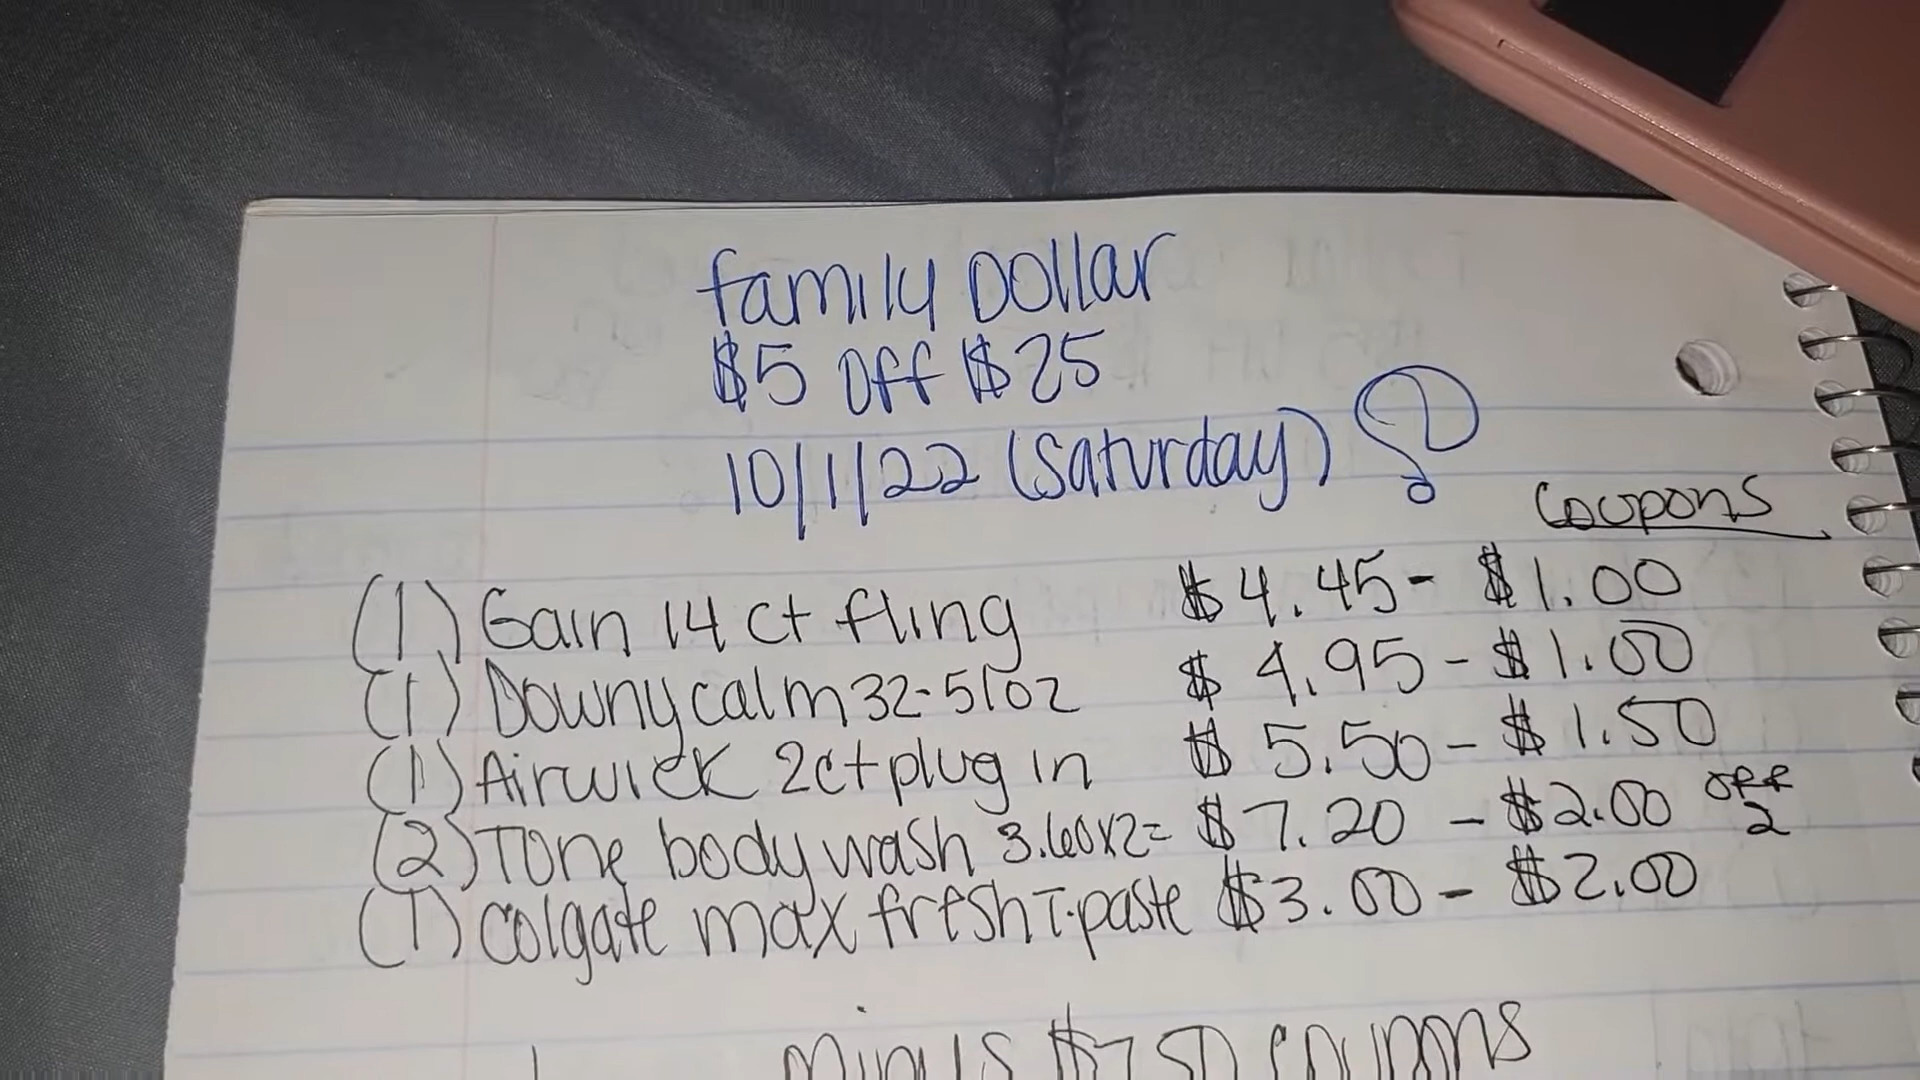 family Dollar
$5 off $25
10/1/22 (Saturday)
Coupons
(1) Gain 14 ct fling $4.45 - $1.00
(1) Downy calm 32-51oz $4.95 - $1.00
(1) Airwick 2ct plug in $5.50 - $1.50
(2) Tone body wash 3.60x2= $7.20 - $2.00 OFF 2
(1) Colgate max fresh T.paste $3.00 - $2.00
minus $7.50 coupons